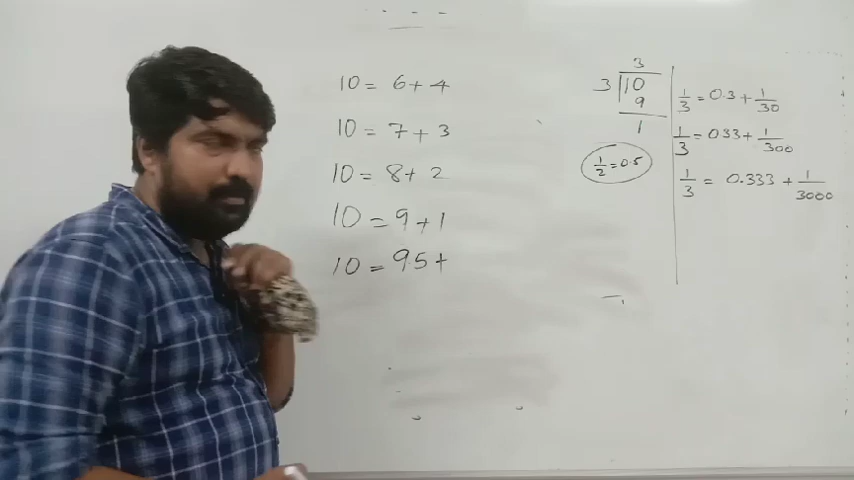 10 = 6 + 4
10 = 7 + 3
10 = 8 + 2
10 = 9 + 1
10 = 9.5 +
3
3 10
9
1
1/2 = 0.5
1/3 = 0.3 + 1/30
1/3 = 0.33 + 1/300
1/3 = 0.333 + 1/3000